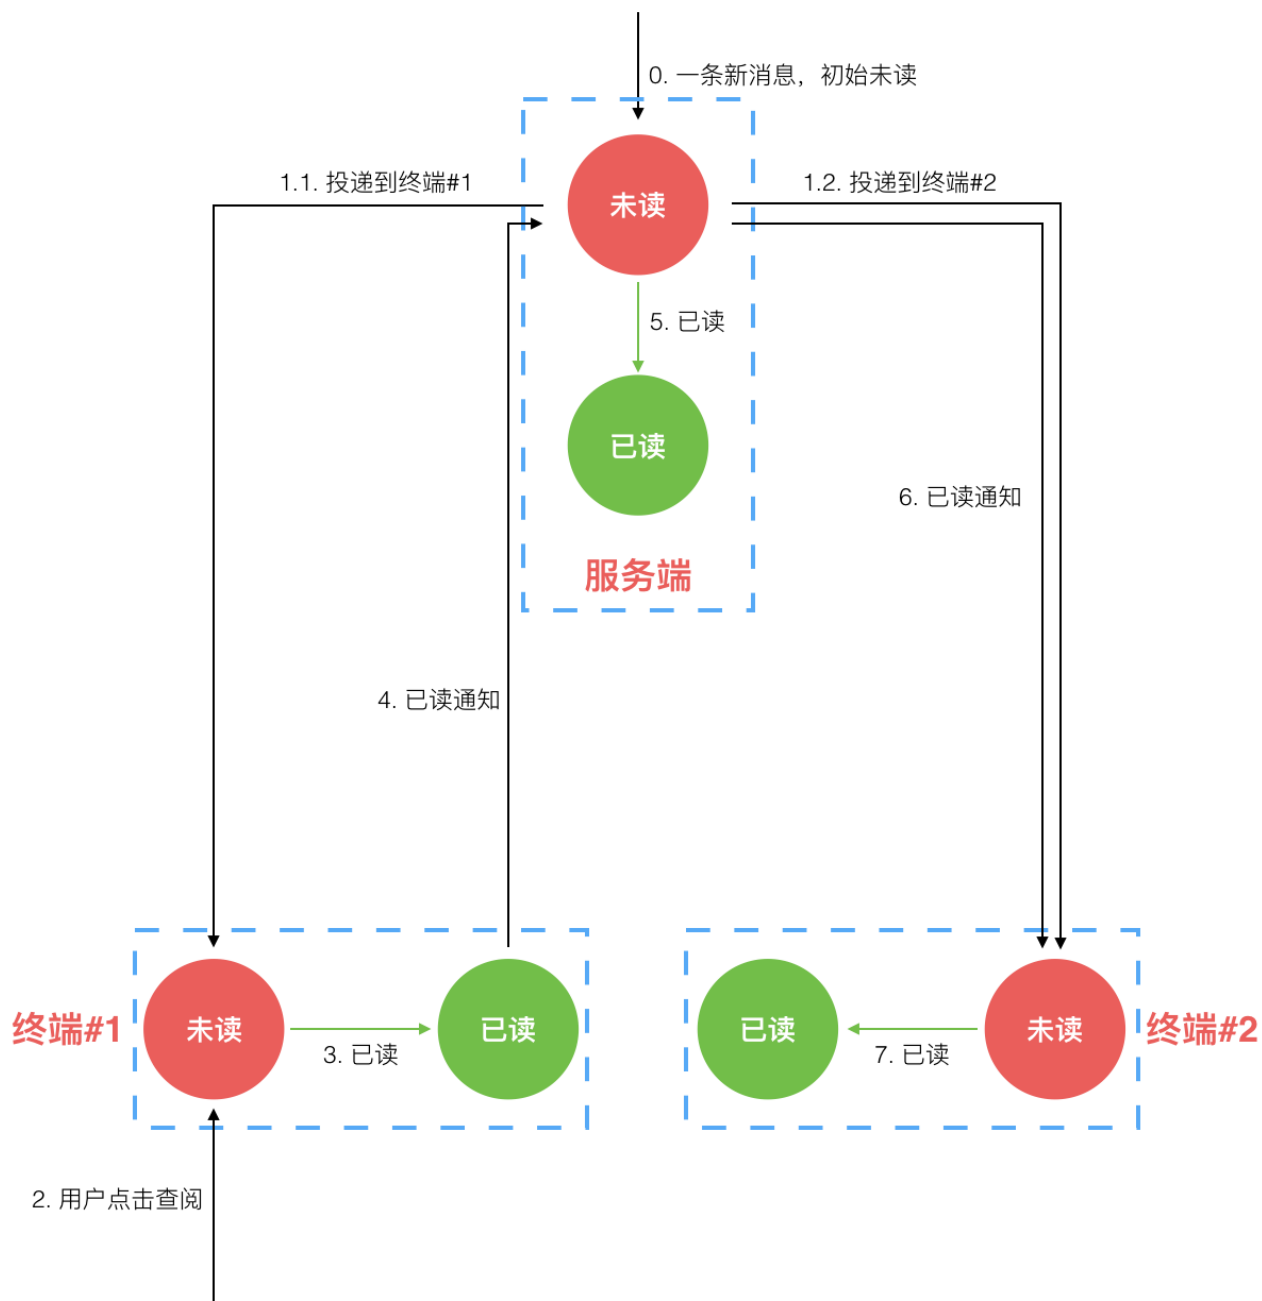 0. 一条新消息，初始未读
1.1. 投递到终端#1
1.2. 投递到终端#2
未读
5. 已读
已读
6. 已读通知
服务端
4. 已读通知
终端#1
未读
3. 已读
已读
已读
7. 已读
未读
终端#2
2. 用户点击查阅